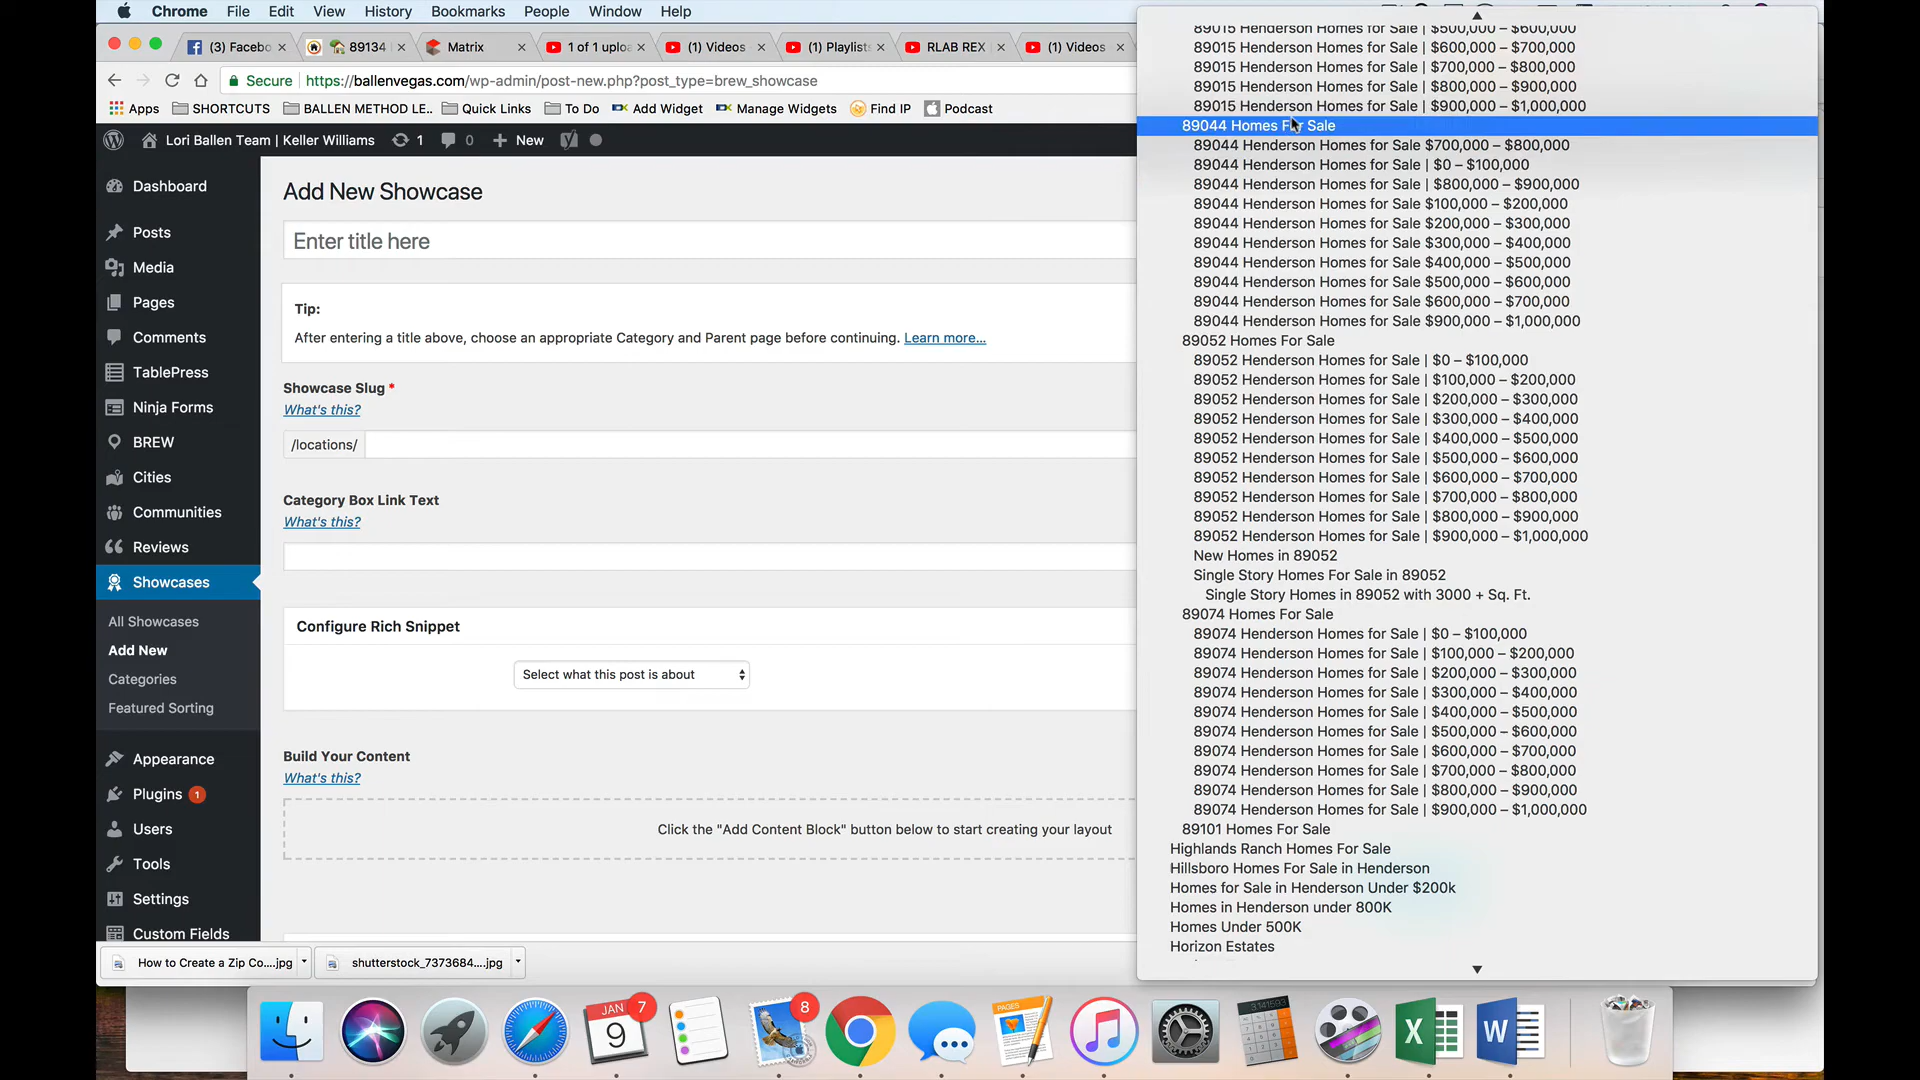 Chrome File Edit View History Bookmarks People Window Help
(3) Facebo 89134 Matrix 1 of 1 uploa (1) Videos (1) Playlist RLAB REX (1) Videos
Secure https://ballenvegas.com/wp-admin/post-new.php?post_type=brew_showcase
Apps SHORTCUTS BALLEN METHOD LE.. Quick Links To Do Add Widget Manage Widgets Find IP Podcast
Lori Ballen Team | Keller Williams 1 0 New
Dashboard
Posts
Media
Pages
Comments
TablePress
Ninja Forms
BREW
Cities
Communities
Reviews
Showcases
All Showcases
Add New
Categories
Featured Sorting
Appearance
Plugins 1
Users
Tools
Settings
Custom Fields
Add New Showcase
Enter title here
Tip:
After entering a title above, choose an appropriate Category and Parent page before continuing. Learn more...
Showcase Slug *
What's this?
/locations/
Category Box Link Text
What's this?
Configure Rich Snippet
Select what this post is about
Build Your Content
What's this?
Click the "Add Content Block" button below to start creating your layout
89015 Henderson Homes for Sale | $500,000 – $600,000
89015 Henderson Homes for Sale | $600,000 – $700,000
89015 Henderson Homes for Sale | $700,000 – $800,000
89015 Henderson Homes for Sale | $800,000 – $900,000
89015 Henderson Homes for Sale | $900,000 – $1,000,000
89044 Homes For Sale
89044 Henderson Homes for Sale $700,000 – $800,000
89044 Henderson Homes for Sale | $0 – $100,000
89044 Henderson Homes for Sale | $800,000 – $900,000
89044 Henderson Homes for Sale $100,000 – $200,000
89044 Henderson Homes for Sale $200,000 – $300,000
89044 Henderson Homes for Sale $300,000 – $400,000
89044 Henderson Homes for Sale $400,000 – $500,000
89044 Henderson Homes for Sale $500,000 – $600,000
89044 Henderson Homes for Sale $600,000 – $700,000
89044 Henderson Homes for Sale $900,000 – $1,000,000
89052 Homes For Sale
89052 Henderson Homes for Sale | $0 – $100,000
89052 Henderson Homes for Sale | $100,000 – $200,000
89052 Henderson Homes for Sale | $200,000 – $300,000
89052 Henderson Homes for Sale | $300,000 – $400,000
89052 Henderson Homes for Sale | $400,000 – $500,000
89052 Henderson Homes for Sale | $500,000 – $600,000
89052 Henderson Homes for Sale | $600,000 – $700,000
89052 Henderson Homes for Sale | $700,000 – $800,000
89052 Henderson Homes for Sale | $800,000 – $900,000
89052 Henderson Homes for Sale | $900,000 – $1,000,000
New Homes in 89052
Single Story Homes For Sale in 89052
Single Story Homes in 89052 with 3000 + Sq. Ft.
89074 Homes For Sale
89074 Henderson Homes for Sale | $0 – $100,000
89074 Henderson Homes for Sale | $100,000 – $200,000
89074 Henderson Homes for Sale | $200,000 – $300,000
89074 Henderson Homes for Sale | $300,000 – $400,000
89074 Henderson Homes for Sale | $400,000 – $500,000
89074 Henderson Homes for Sale | $500,000 – $600,000
89074 Henderson Homes for Sale | $600,000 – $700,000
89074 Henderson Homes for Sale | $700,000 – $800,000
89074 Henderson Homes for Sale | $800,000 – $900,000
89074 Henderson Homes for Sale | $900,000 – $1,000,000
89101 Homes For Sale
Highlands Ranch Homes For Sale
Hillsboro Homes For Sale in Henderson
Homes for Sale in Henderson Under $200k
Homes in Henderson under 800K
Homes Under 500K
Horizon Estates
How to Create a Zip Co....jpg shutterstock_7373684....jpg
JAN 9 7 8 PAGES 3.141593 X W